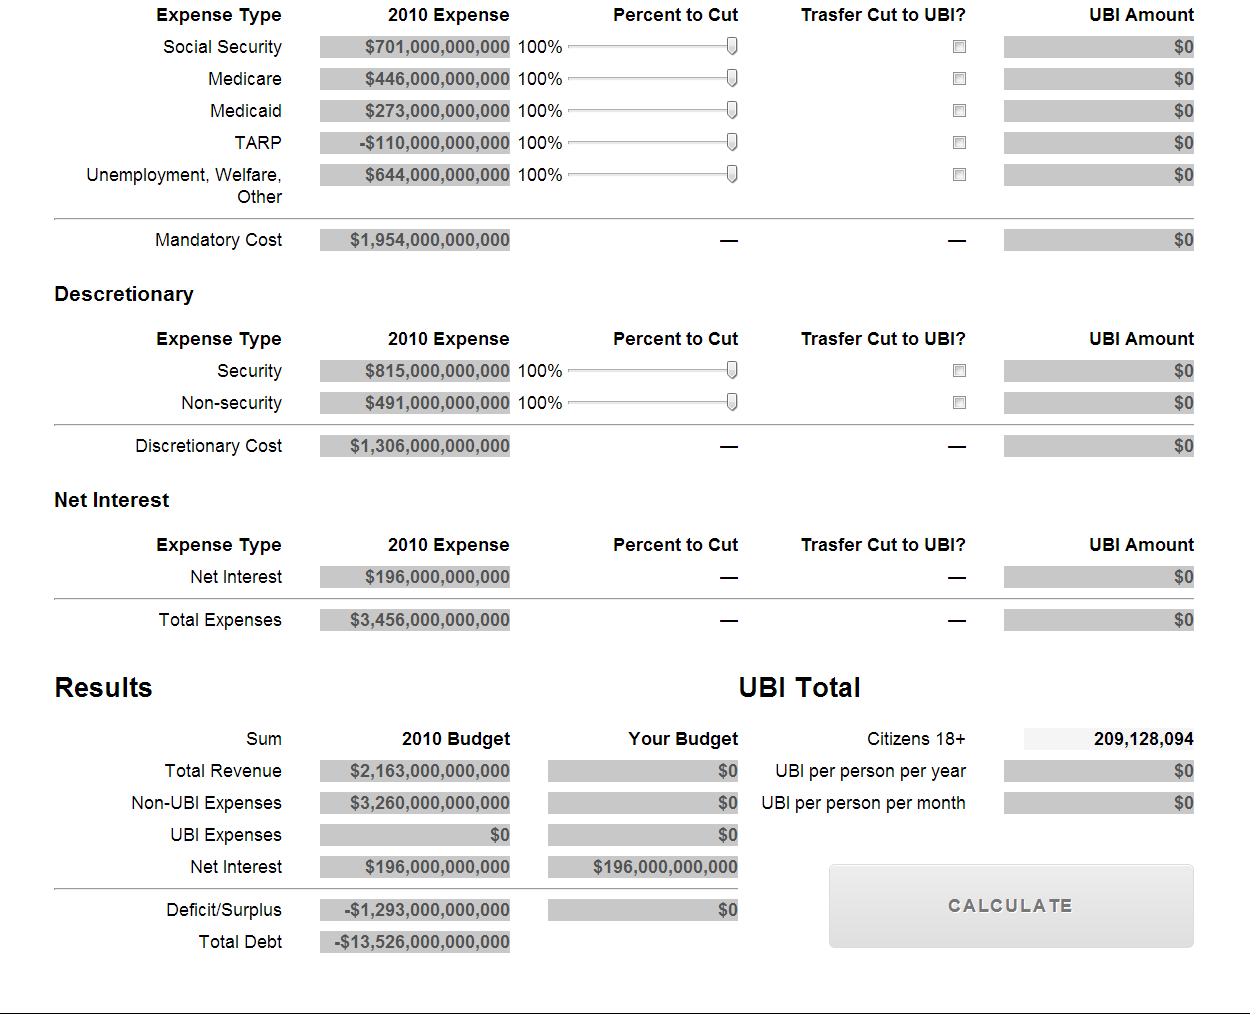 Expense Type 2010 Expense Percent to Cut Trasfer Cut to UBI? UBI Amount
Social Security $701,000,000,000 100% $0
Medicare $446,000,000,000 100% $0
Medicaid $273,000,000,000 100% $0
TARP -$110,000,000,000 100% $0
Unemployment, Welfare, $644,000,000,000 100% $0
Other
Mandatory Cost $1,954,000,000,000 — — $0
Descretionary
Expense Type 2010 Expense Percent to Cut Trasfer Cut to UBI? UBI Amount
Security $815,000,000,000 100% $0
Non-security $491,000,000,000 100% $0
Discretionary Cost $1,306,000,000,000 — — $0
Net Interest
Expense Type 2010 Expense Percent to Cut Trasfer Cut to UBI? UBI Amount
Net Interest $196,000,000,000 — — $0
Total Expenses $3,456,000,000,000 — — $0
Results UBI Total
Sum 2010 Budget Your Budget Citizens 18+ 209,128,094
Total Revenue $2,163,000,000,000 $0 UBI per person per year $0
Non-UBI Expenses $3,260,000,000,000 $0 UBI per person per month $0
UBI Expenses $0 $0
Net Interest $196,000,000,000 $196,000,000,000
CALCULATE
Deficit/Surplus -$1,293,000,000,000 $0
Total Debt -$13,526,000,000,000